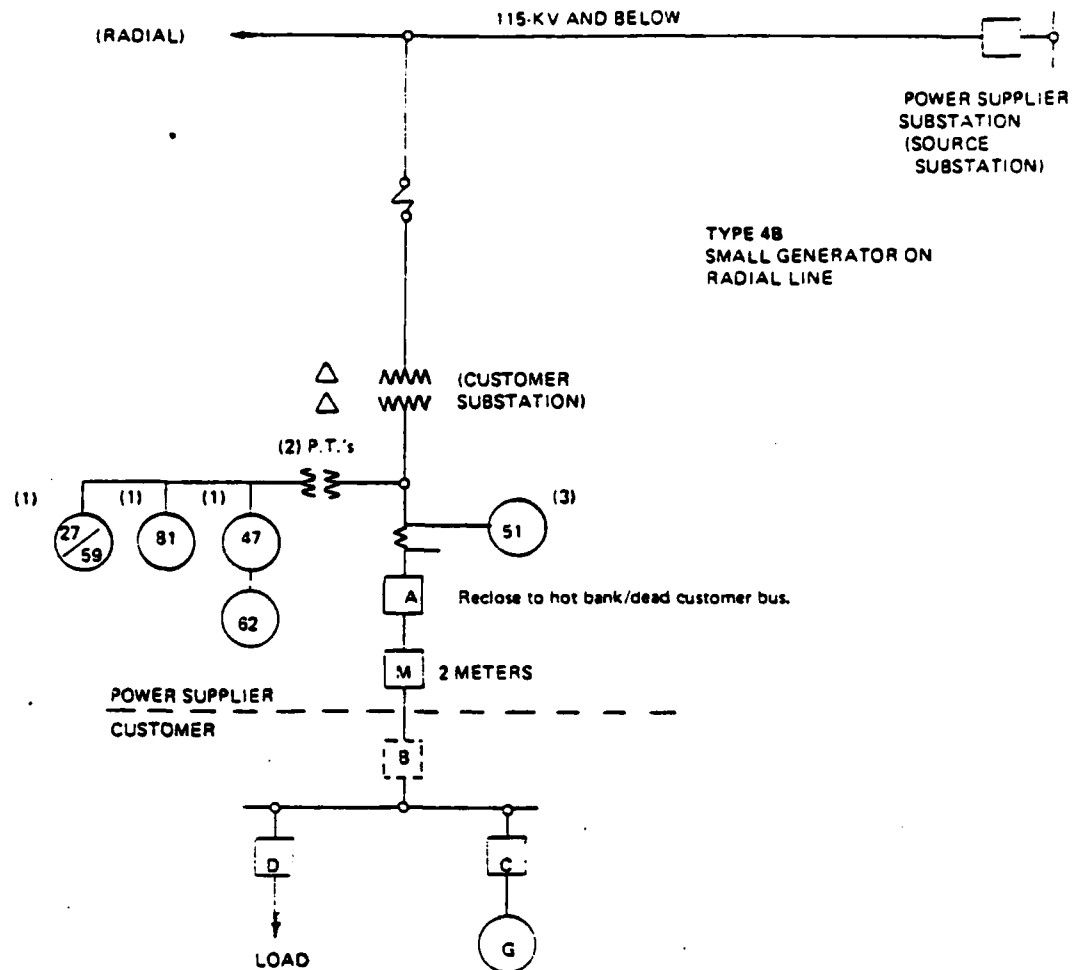 115-KV AND BELOW
(RADIAL)
POWER SUPPLIER
SUBSTATION
(SOURCE
SUBSTATION)
TYPE 4B
SMALL GENERATOR ON
RADIAL LINE
△
△
(CUSTOMER
SUBSTATION)
(2) P.T.'s
(1)
(1)
(1)
(3)
27
/
59
81
47
51
62
A
Reclose to hot bank/dead customer bus.
M
2 METERS
POWER SUPPLIER
CUSTOMER
B
D
C
G
LOAD